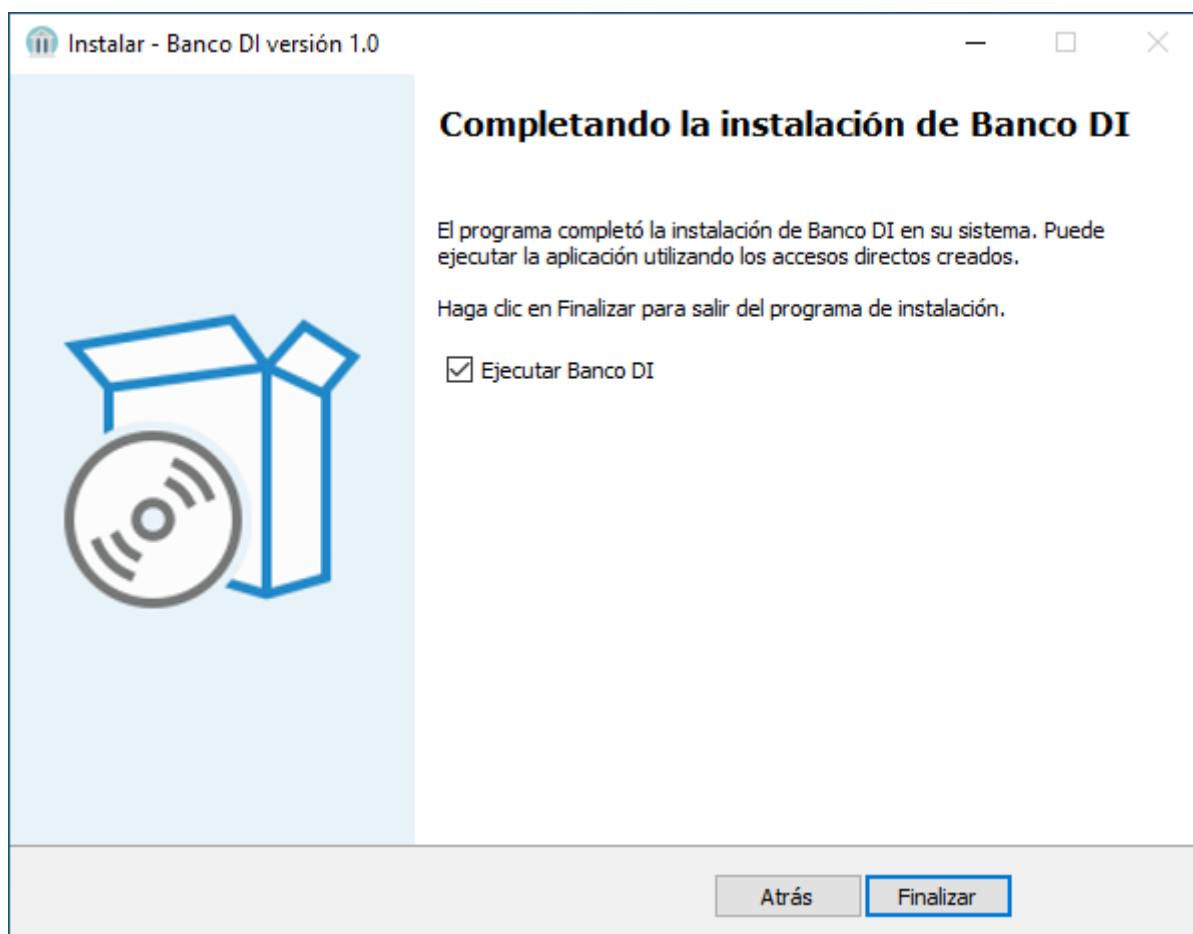 Instalar - Banco DI versión 1.0
Completando la instalación de Banco DI
El programa completó la instalación de Banco DI en su sistema. Puede
ejecutar la aplicación utilizando los accesos directos creados.
Haga clic en Finalizar para salir del programa de instalación.
Ejecutar Banco DI
Atrás
Finalizar